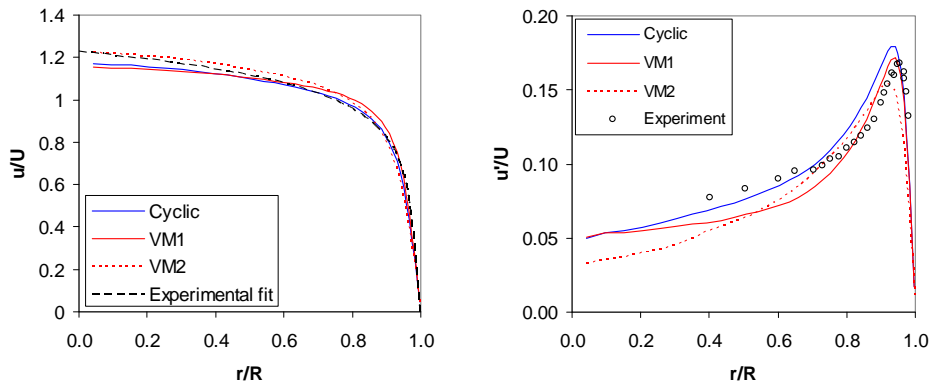 1.4
1.2
1.0
0.8
0.6
0.4
0.2
0
u/U
Cyclic
VM1
VM2
Experimental fit
0.0 0.2 0.4 0.6 0.8 1.0
r/R
0.20
0.15
0.10
0.05
0.00
u'/U
Cyclic
VM1
VM2
Experiment
0.0 0.2 0.4 0.6 0.8 1.0
r/R